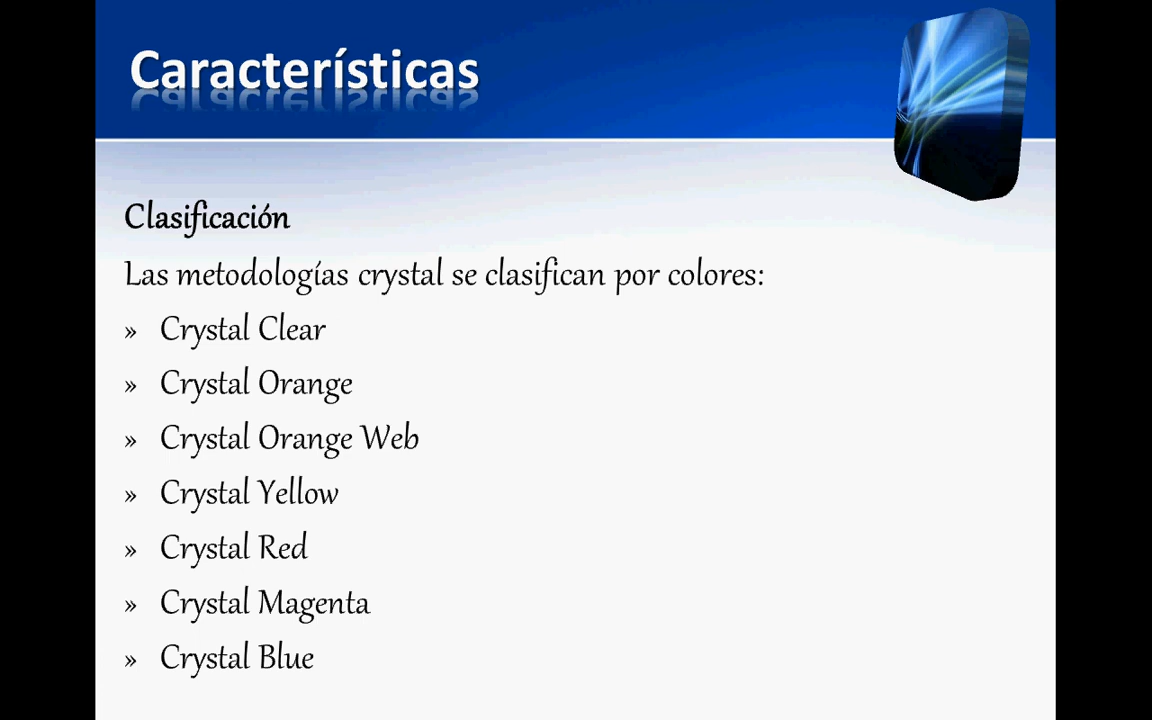 Características
Clasificación
Las metodologías crystal se clasifican por colores:
» Crystal Clear
» Crystal Orange
» Crystal Orange Web
» Crystal Yellow
» Crystal Red
» Crystal Magenta
» Crystal Blue